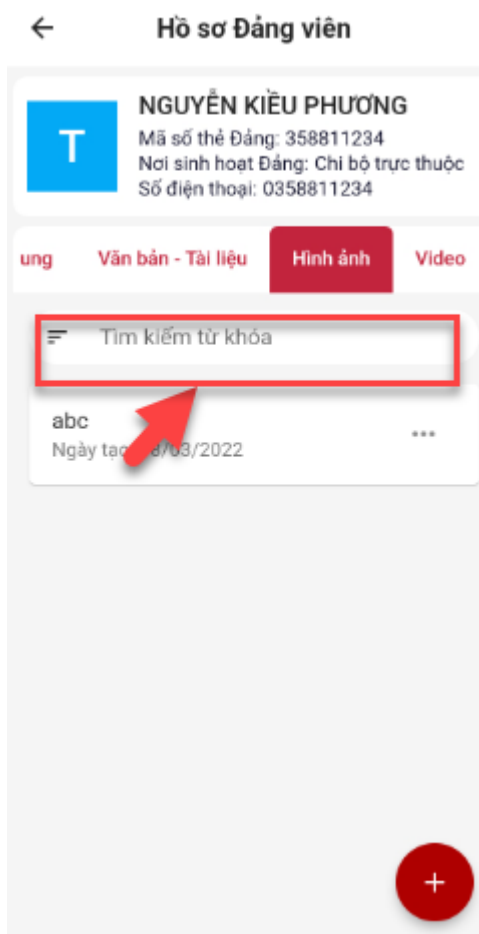 Hồ sơ Đảng viên
T
NGUYỄN KIỀU PHƯƠNG
Mã số thẻ Đảng: 358811234
Nơi sinh hoạt Đảng: Chi bộ trực thuộc
Số điện thoại: 0358811234
ung Văn bản - Tài liệu Hình ảnh Video
Tìm kiếm từ khóa
abc
Ngày tạo /03/2022